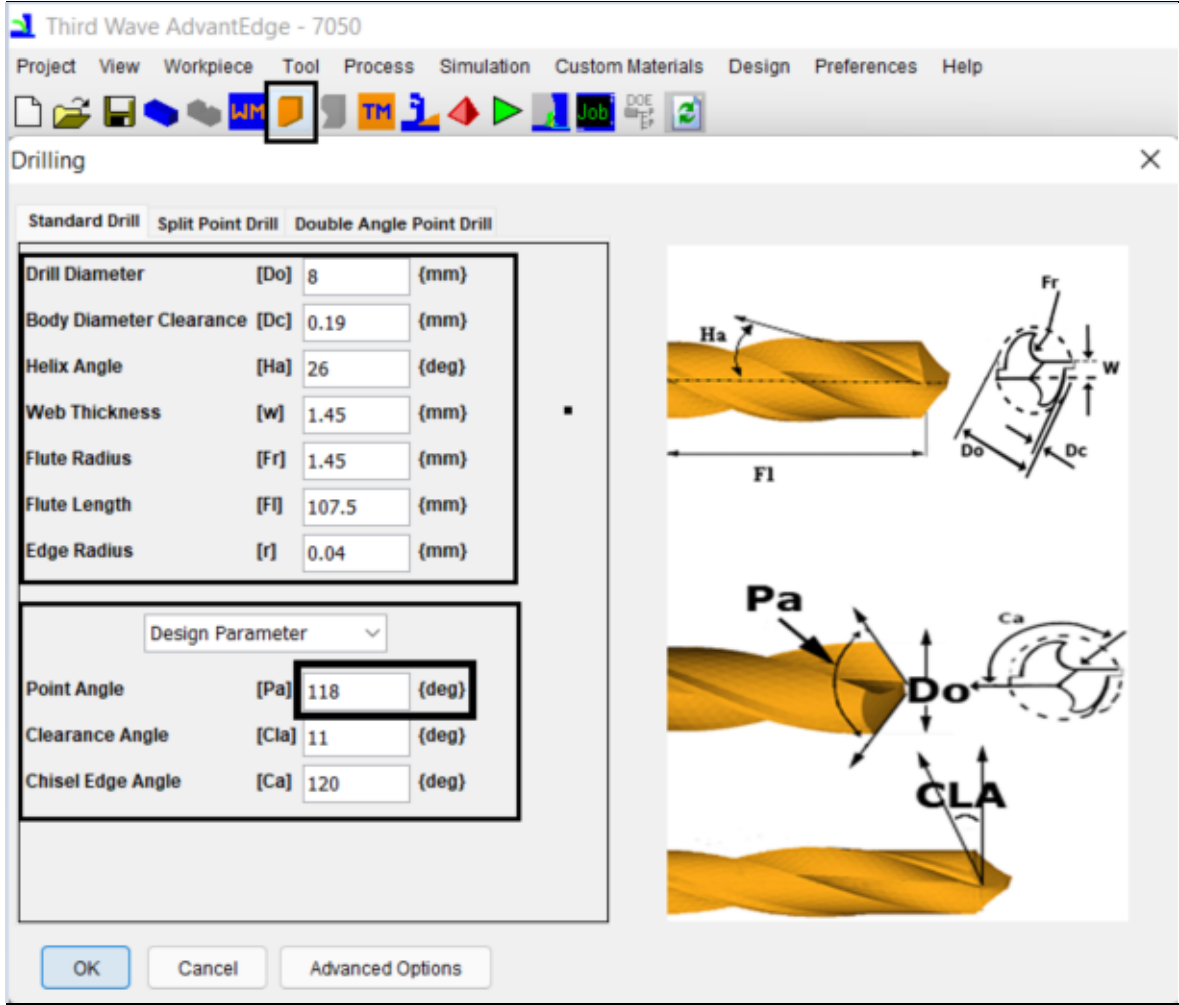 Third Wave AdvantEdge - 7050
Project View Workpiece Tool Process Simulation Custom Materials Design Preferences Help
WM TM Job DOE EP
Drilling
Standard Drill Split Point Drill Double Angle Point Drill
Drill Diameter [Do] 8 {mm}
Body Diameter Clearance [Dc] 0.19 {mm}
Helix Angle [Ha] 26 {deg}
Web Thickness [w] 1.45 {mm}
Flute Radius [Fr] 1.45 {mm}
Flute Length [Fl] 107.5 {mm}
Edge Radius [r] 0.04 {mm}
Design Parameter
Point Angle [Pa] 118 {deg}
Clearance Angle [Cla] 11 {deg}
Chisel Edge Angle [Ca] 120 {deg}
OK Cancel Advanced Options
Fr
Ha
W
Do Dc
Fl
Pa
Ca
Do
CLA